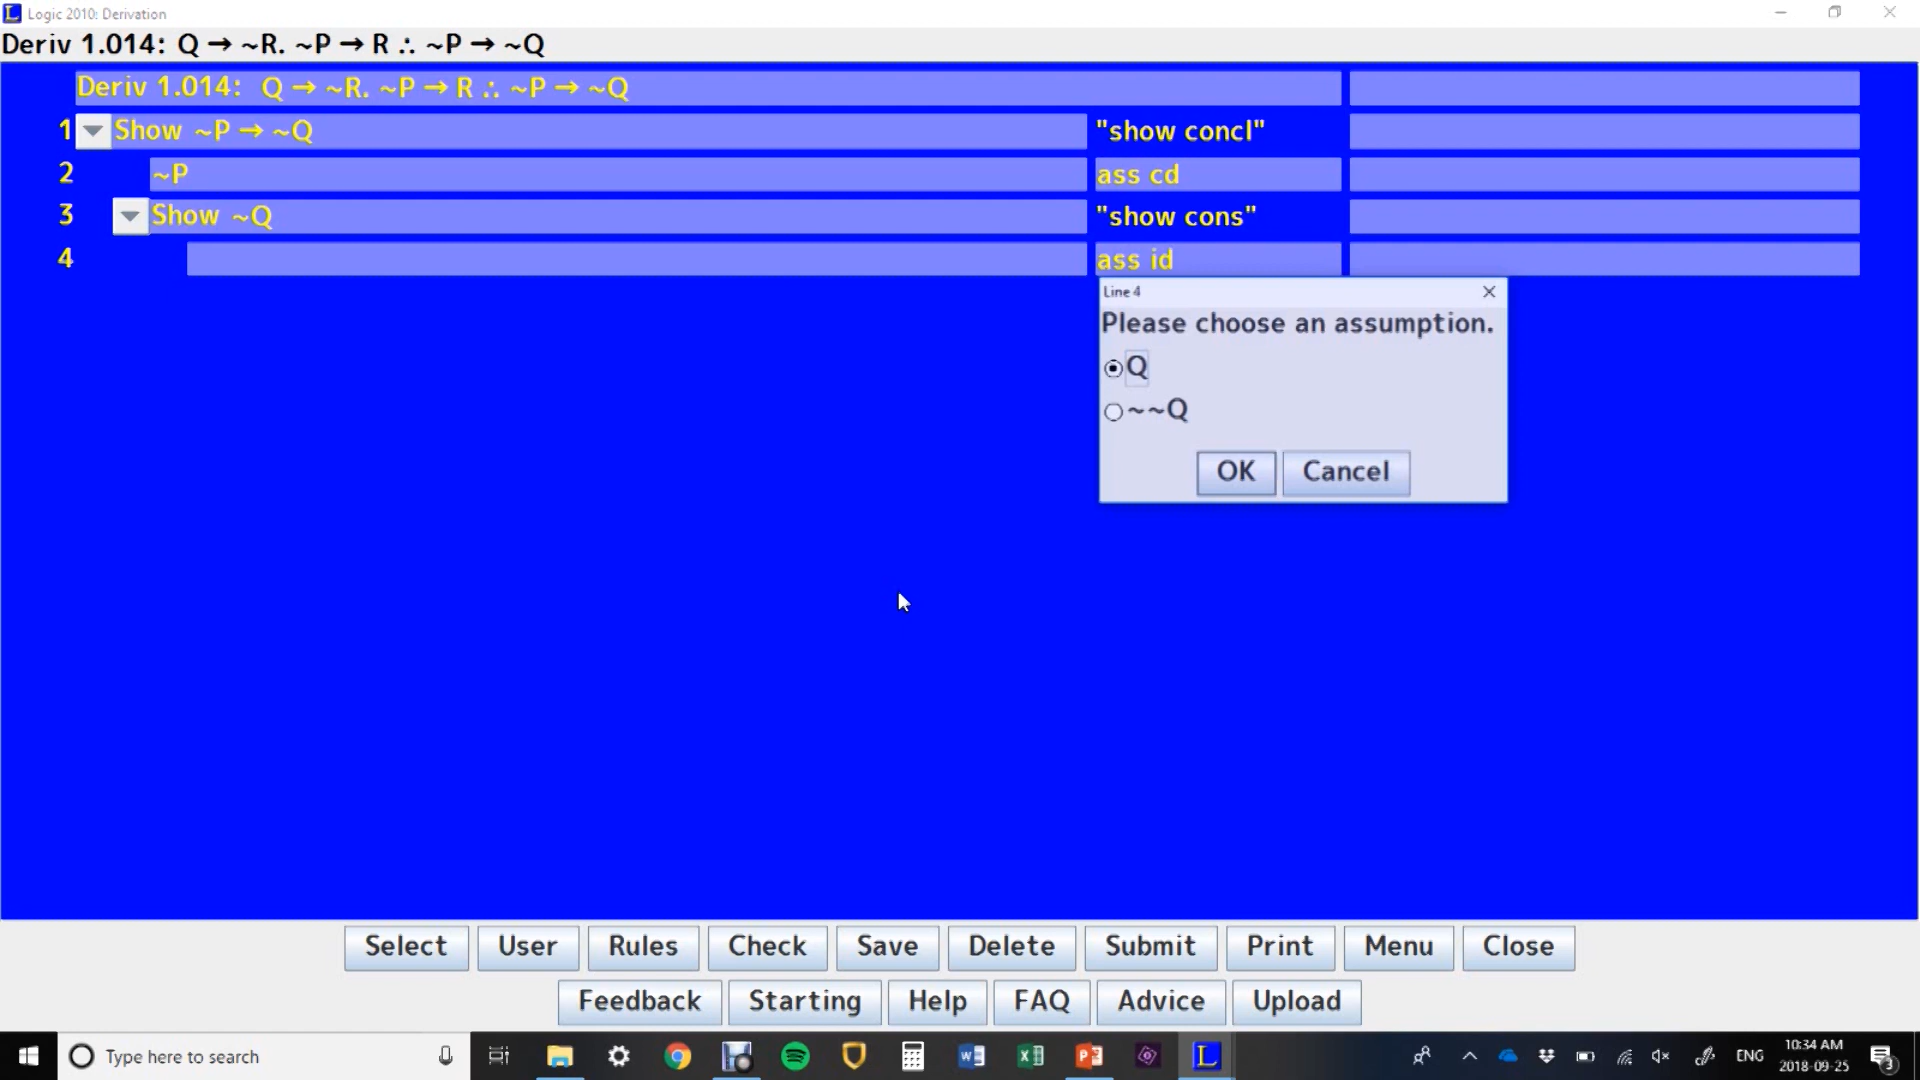 Logic 2010: Derivation
Deriv 1.014: Q → ~R. ~P → R ∴ ~P → ~Q
Deriv 1.014: Q → ~R. ~P → R ∴ ~P → ~Q
1 Show ~P → ~Q "show concl"
2 ~P ass cd
3 Show ~Q "show cons"
4 ass id
Line 4
Please choose an assumption.
Q
~~Q
OK Cancel
Select User Rules Check Save Delete Submit Print Menu Close
Feedback Starting Help FAQ Advice Upload
Type here to search
ENG
10:34 AM
2018-09-25
3